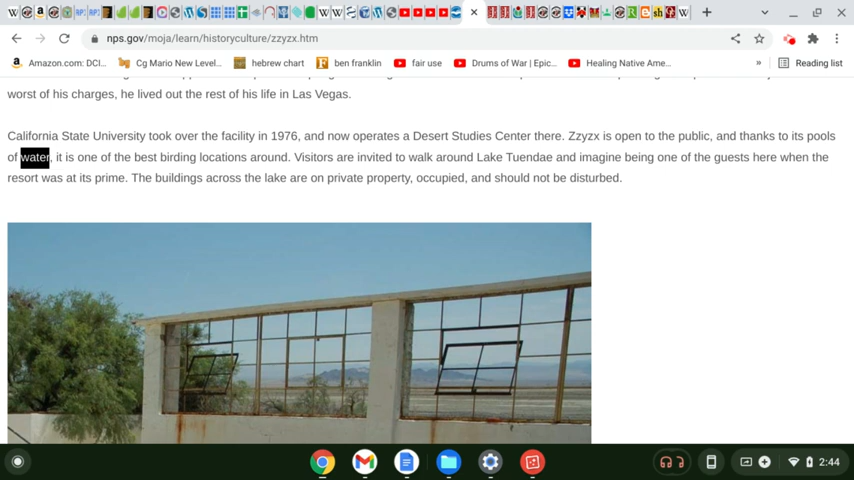 nps.gov/moja/learn/historyculture/zzyzx.htm
Amazon.com: DCI...
Cg Mario New Level...
hebrew chart
ben franklin
fair use
Drums of War | Epic...
Healing Native Ame...
»
Reading list
worst of his charges, he lived out the rest of his life in Las Vegas.
California State University took over the facility in 1976, and now operates a Desert Studies Center there. Zzyzx is open to the public, and thanks to its pools
of water, it is one of the best birding locations around. Visitors are invited to walk around Lake Tuendae and imagine being one of the guests here when the
resort was at its prime. The buildings across the lake are on private property, occupied, and should not be disturbed.
2:44